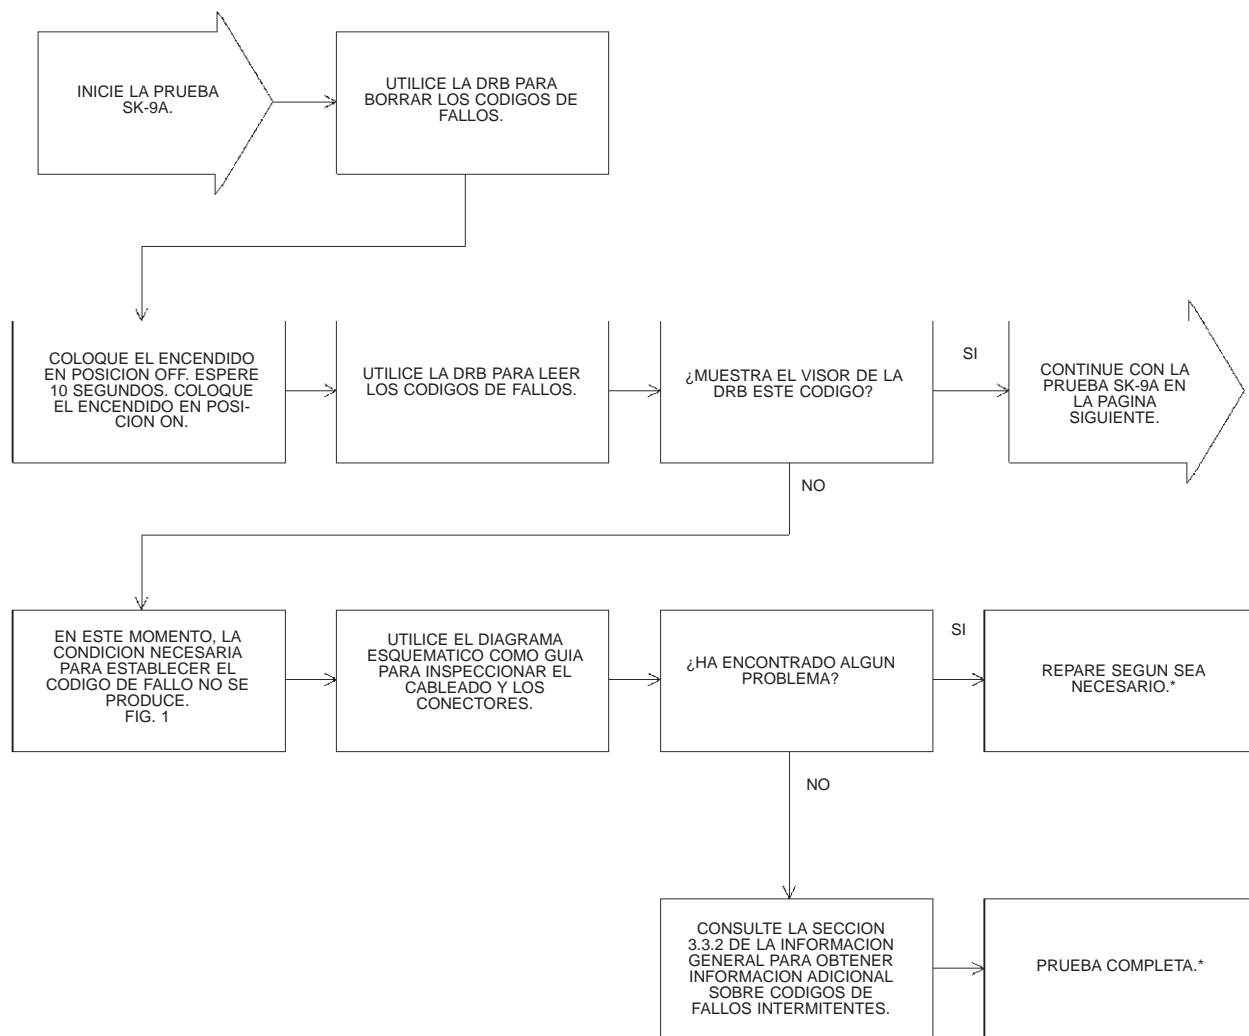 INICIE LA PRUEBA
SK-9A.
UTILICE LA DRB PARA
BORRAR LOS CODIGOS DE
FALLOS.
COLOQUE EL ENCENDIDO
EN POSICION OFF. ESPERE
10 SEGUNDOS. COLOQUE
EL ENCENDIDO EN POSI-
CION ON.
UTILICE LA DRB PARA LEER
LOS CODIGOS DE FALLOS.
¿MUESTRA EL VISOR DE LA
DRB ESTE CODIGO?
SI
CONTINUE CON LA
PRUEBA SK-9A EN
LA PAGINA
SIGUIENTE.
NO
EN ESTE MOMENTO, LA
CONDICION NECESARIA
PARA ESTABLECER EL
CODIGO DE FALLO NO SE
PRODUCE.
FIG. 1
UTILICE EL DIAGRAMA
ESQUEMATICO COMO GUIA
PARA INSPECCIONAR EL
CABLEADO Y LOS
CONECTORES.
¿HA ENCONTRADO ALGUN
PROBLEMA?
SI
REPARE SEGUN SEA
NECESARIO.*
NO
CONSULTE LA SECCION
3.3.2 DE LA INFORMACION
GENERAL PARA OBTENER
INFORMACION ADICIONAL
SOBRE CODIGOS DE
FALLOS INTERMITENTES.
PRUEBA COMPLETA.*